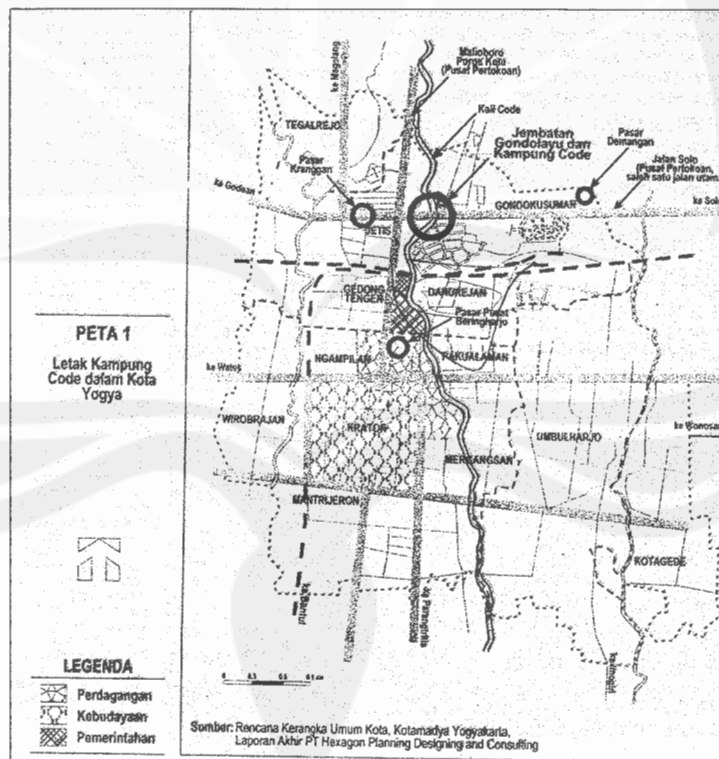 PETA 1
Letak Kampung
Code dalam Kota
Yogya
LEGENDA
Perdagangan
Kebudayaan
Pemerintahan
ke Magelang
Malioboro
Poros Kota
(Pusat Pertokoan)
Kali Code
Jembatan
Gondolayu dan
Kampung Code
Pasar
Demangan
Jalan Solo
(Pusat Pertokoan,
salah satu jalan utama
TEGALREJO
Pasar
Kranggan
ke Godean
GONDOKUSUMAN
ke Solo
JETIS
GEDONG
TENGEN
DANUREJAN
Pasar Pusat
Beringharjo
NGAMPILAN
PAKUALAMAN
ke Wates
WIROBRAJAN
KRATON
UMBULHARJO
ke Wonosari
MERGANGSAN
MANTRIJERON
KOTAGEDE
ke Bantul
Sumber: Rencana Kerangka Umum Kota, Kotamadya Yogyakarta,
Laporan Akhir PT Hexagon Planning Designing and Consulting